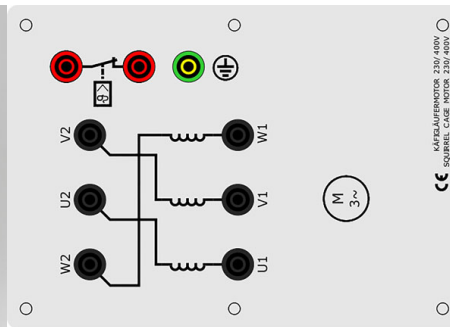 V2
W1
U2
V1
W2
U1
M
3~
KÄFIGLÄUFERMOTOR 230/ 400V
SQUIRREL CAGE MOTOR 230/ 400V
CE